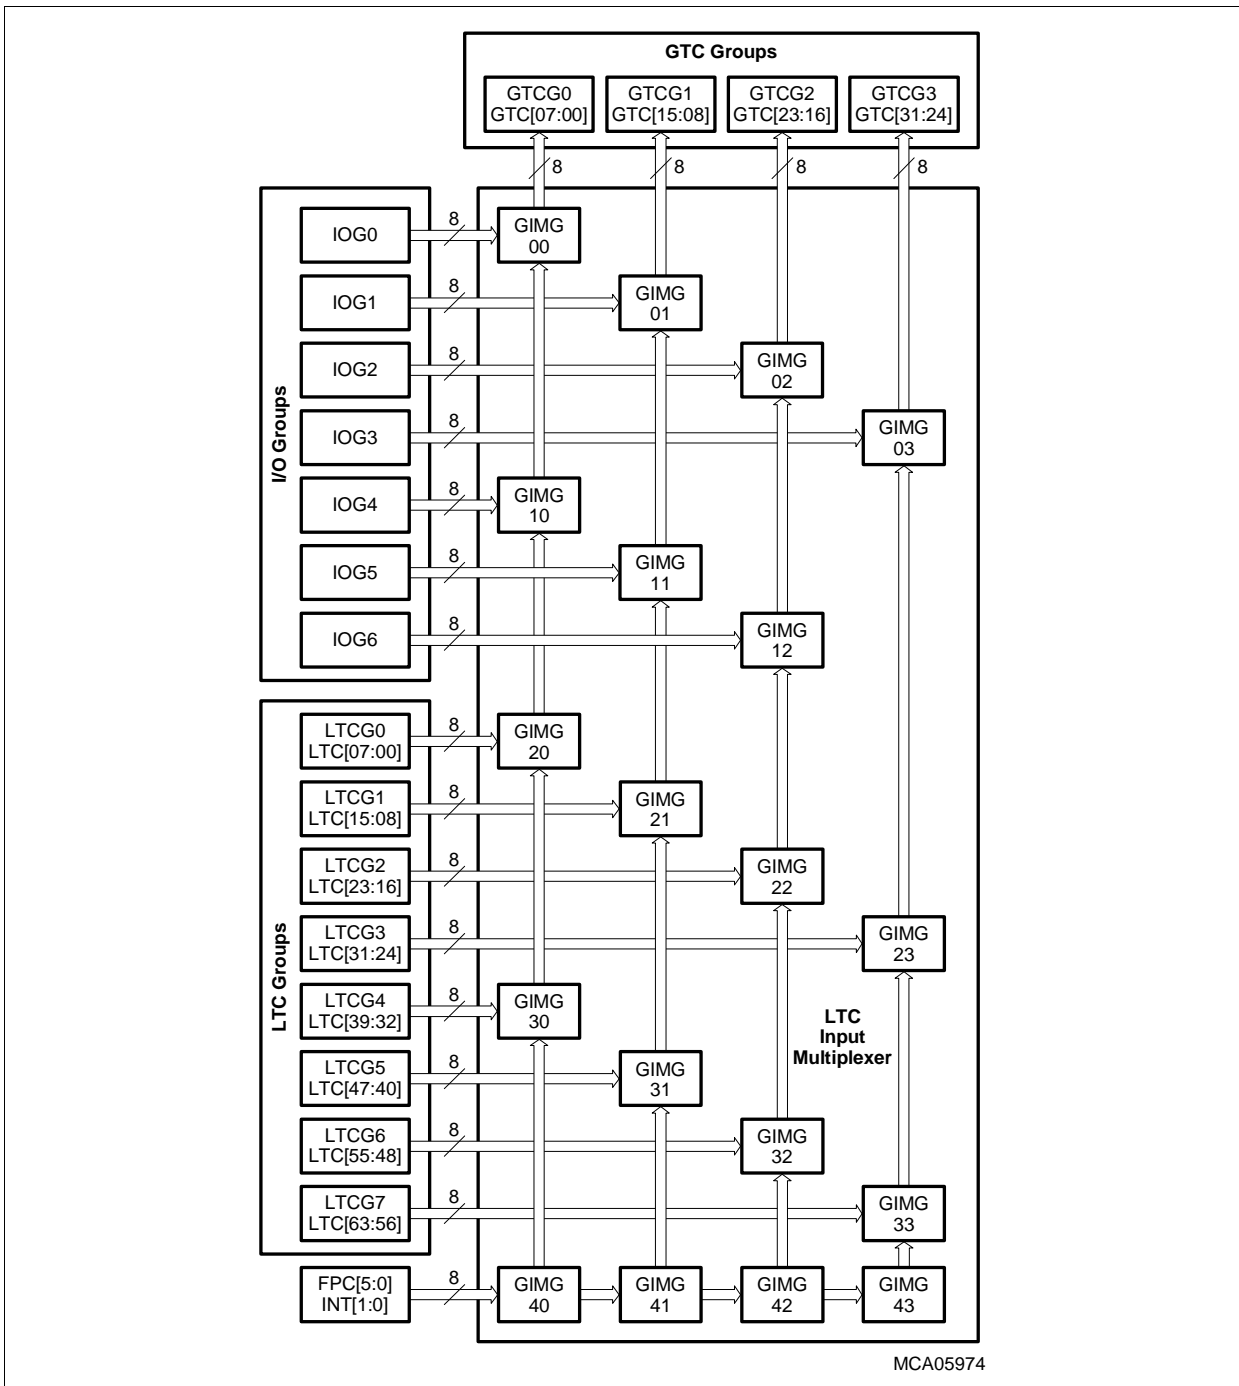 GTC Groups
GTCG0
GTC[07:00]
GTCG1
GTC[15:08]
GTCG2
GTC[23:16]
GTCG3
GTC[31:24]
8
8
8
8
I/O Groups
IOG0
8
GIMG
00
IOG1
8
GIMG
01
IOG2
8
GIMG
02
IOG3
8
GIMG
03
IOG4
8
GIMG
10
IOG5
8
GIMG
11
IOG6
8
GIMG
12
LTC Groups
LTCG0
LTC[07:00]
8
GIMG
20
LTCG1
LTC[15:08]
8
GIMG
21
LTCG2
LTC[23:16]
8
GIMG
22
LTCG3
LTC[31:24]
8
GIMG
23
LTCG4
LTC[39:32]
8
GIMG
30
LTC
Input
Multiplexer
LTCG5
LTC[47:40]
8
GIMG
31
LTCG6
LTC[55:48]
8
GIMG
32
LTCG7
LTC[63:56]
8
GIMG
33
FPC[5:0]
INT[1:0]
8
GIMG
40
GIMG
41
GIMG
42
GIMG
43
MCA05974